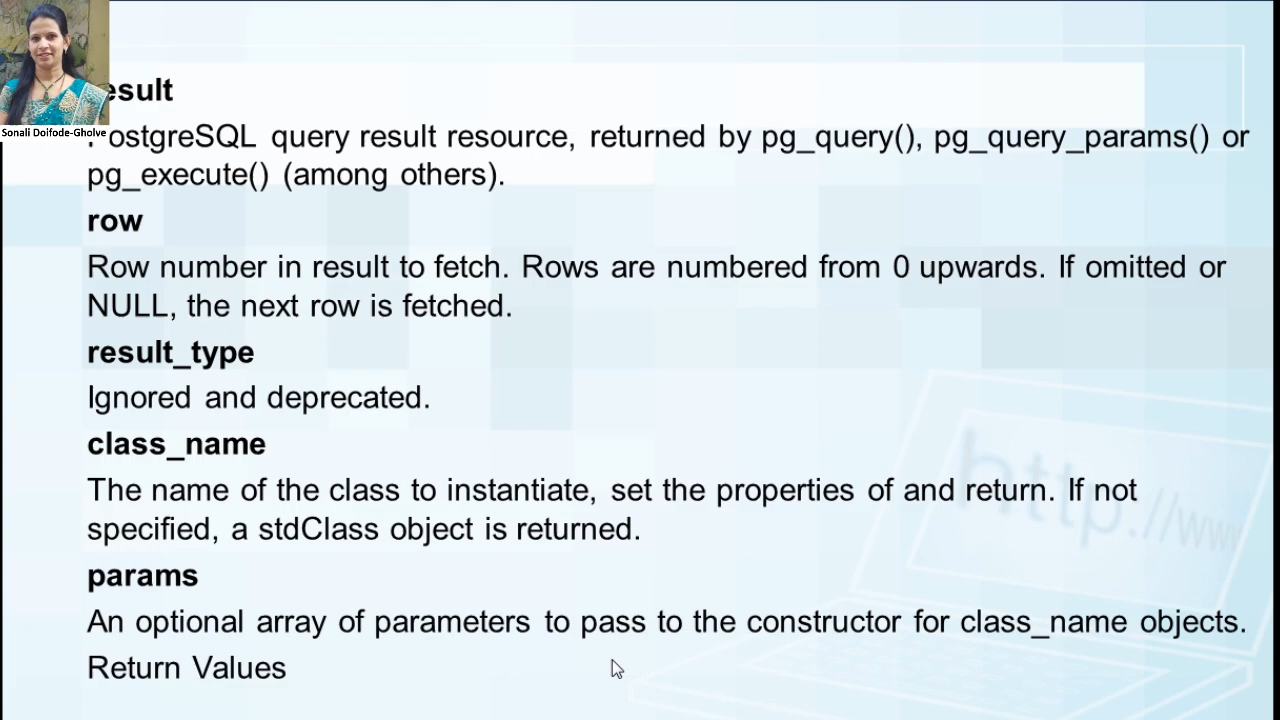 Sonali Doifode-Gholve
esult
PostgreSQL query result resource, returned by pg_query(), pg_query_params() or
pg_execute() (among others).
row
Row number in result to fetch. Rows are numbered from 0 upwards. If omitted or
NULL, the next row is fetched.
result_type
Ignored and deprecated.
class_name
The name of the class to instantiate, set the properties of and return. If not
specified, a stdClass object is returned.
params
An optional array of parameters to pass to the constructor for class_name objects.
Return Values
http://www